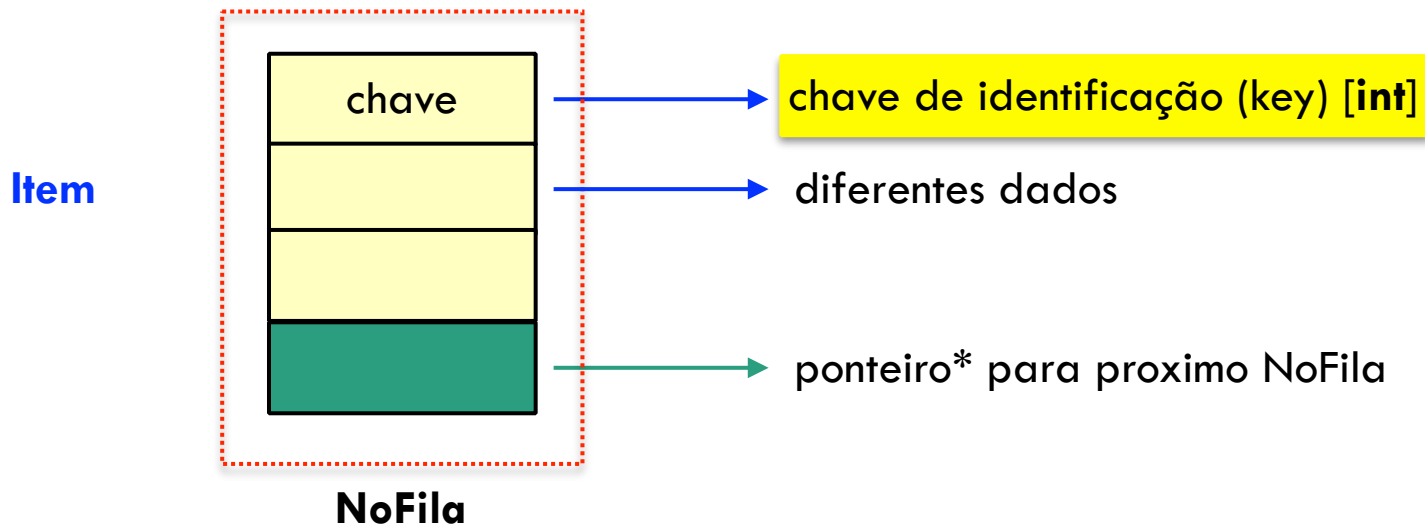 chave
chave de identificação (key) [int]
Item
diferentes dados
ponteiro* para proximo NoFila
NoFila